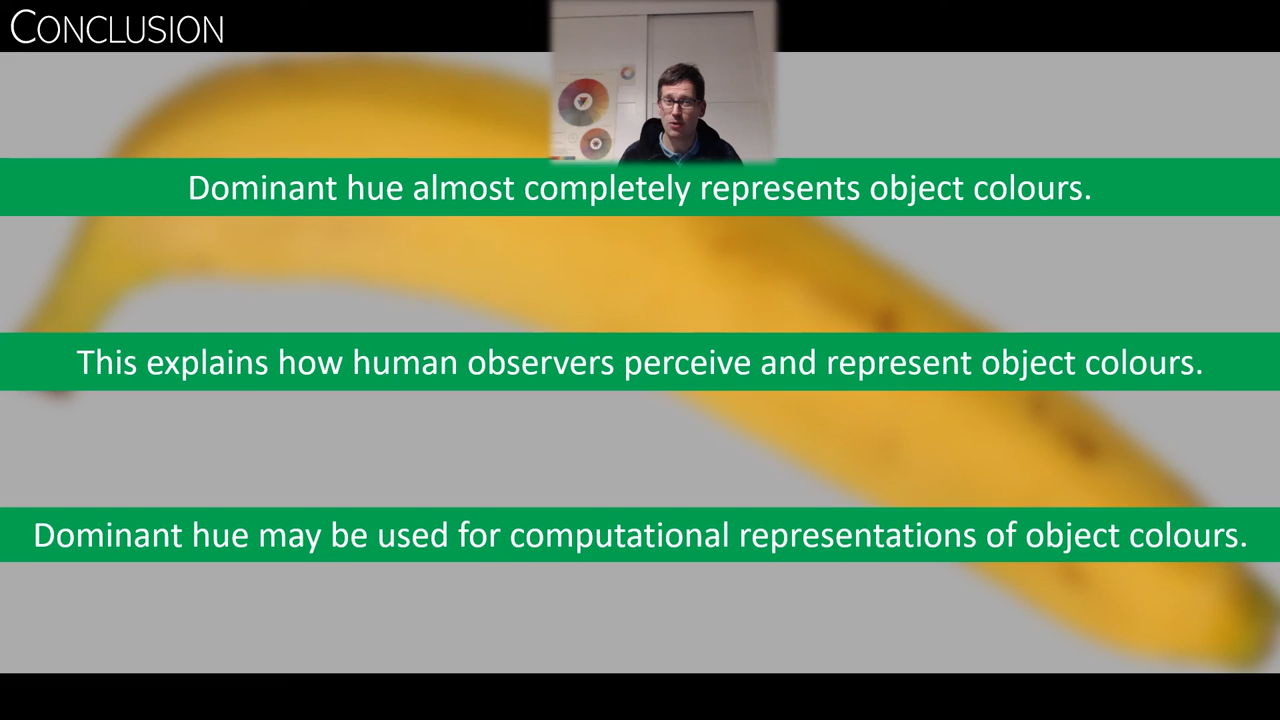 CONCLUSION
Dominant hue almost completely represents object colours.
This explains how human observers perceive and represent object colours.
Dominant hue may be used for computational representations of object colours.